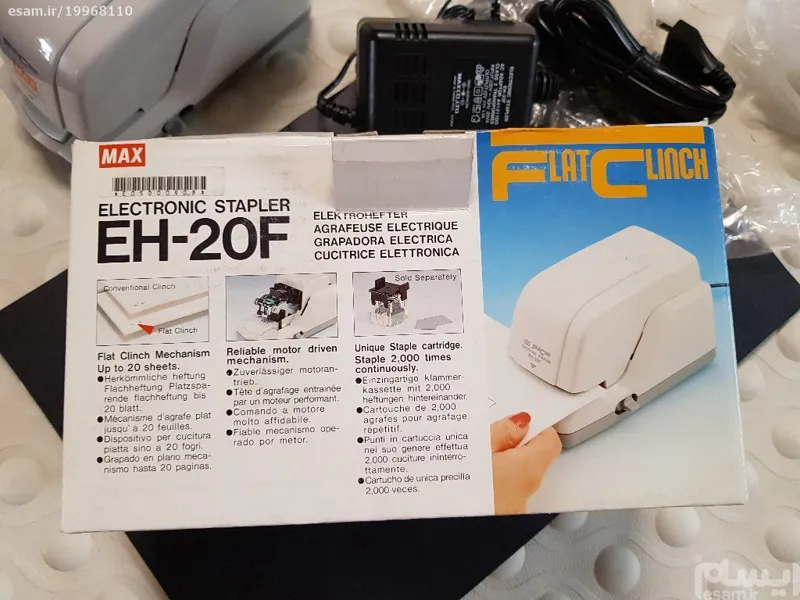 esam.ir/19968110
MAX
FLAT CLINCH
ELECTRONIC STAPLER
EH-20F
ELEKTROHEFTER
AGRAFEUSE ELECTRIQUE
GRAPADORA ELECTRICA
CUCITRICE ELETTRONICA
Conventional Clinch
Flat Clinch
Sold Separately
Flat Clinch Mechanism
Up to 20 sheets.
●Herkömmliche heftung
Flachheftung Platzspa-
rende flachheftung bis
20 blatt.
●Mécanisme d'agrafe plat
jusqu' a 20 feuilles.
●Dispositivo per cucitura
piatta sino a 20 fogri.
●Grapado en plano meca-
nismo hasta 20 paginas.
Reliable motor driven
mechanism.
●Zuverlässiger motoran-
trieb.
●Tête d'agrafage entrainée
par un moteur performant.
●Comando a motore
molto affidabile.
●Fiable mecanismo ope-
rado por metor.
Unique Staple cartridge.
Staple 2,000 times
continuously.
●Einzingartige klammer-
kassette mit 2,000
heftungen hintereinander.
●Cartouche de 2,000
agrafes pour agrafage
répètitif.
●Punti in cartuccia unica
nel suo genere effettua
2,000 cuciture ininterro-
ttamente.
●Cartucho de unica precilla
2,000 veces.
ایسام
esam.ir